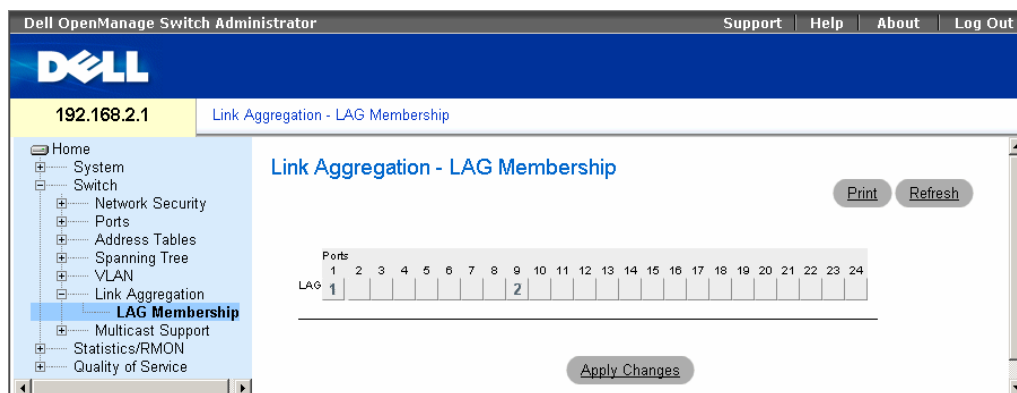 Dell OpenManage Switch Administrator Support Help About Log Out
DELL
192.168.2.1 Link Aggregation - LAG Membership
Home
System
Switch
Network Security
Ports
Address Tables
Spanning Tree
VLAN
Link Aggregation
LAG Membership
Multicast Support
Statistics/RMON
Quality of Service
Link Aggregation - LAG Membership
Print Refresh
Ports
1 2 3 4 5 6 7 8 9 10 11 12 13 14 15 16 17 18 19 20 21 22 23 24
LAG 1 2
Apply Changes